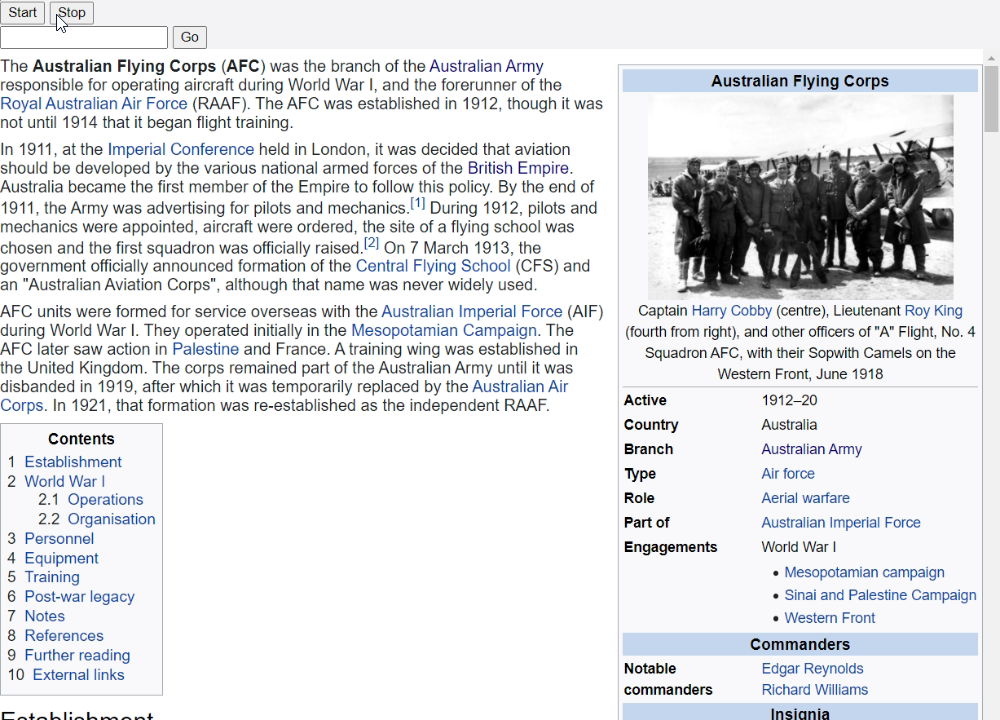 Start Stop
Go
The Australian Flying Corps (AFC) was the branch of the Australian Army
responsible for operating aircraft during World War I, and the forerunner of the
Royal Australian Air Force (RAAF). The AFC was established in 1912, though it was
not until 1914 that it began flight training.
In 1911, at the Imperial Conference held in London, it was decided that aviation
should be developed by the various national armed forces of the British Empire.
Australia became the first member of the Empire to follow this policy. By the end of
1911, the Army was advertising for pilots and mechanics.[1] During 1912, pilots and
mechanics were appointed, aircraft were ordered, the site of a flying school was
chosen and the first squadron was officially raised.[2] On 7 March 1913, the
government officially announced formation of the Central Flying School (CFS) and
an "Australian Aviation Corps", although that name was never widely used.
AFC units were formed for service overseas with the Australian Imperial Force (AIF)
during World War I. They operated initially in the Mesopotamian Campaign. The
AFC later saw action in Palestine and France. A training wing was established in
the United Kingdom. The corps remained part of the Australian Army until it was
disbanded in 1919, after which it was temporarily replaced by the Australian Air
Corps. In 1921, that formation was re-established as the independent RAAF.
Contents
1 Establishment
2 World War I
2.1 Operations
2.2 Organisation
3 Personnel
4 Equipment
5 Training
6 Post-war legacy
7 Notes
8 References
9 Further reading
10 External links
Establishment
Australian Flying Corps
Captain Harry Cobby (centre), Lieutenant Roy King
(fourth from right), and other officers of "A" Flight, No. 4
Squadron AFC, with their Sopwith Camels on the
Western Front, June 1918
Active 1912–20
Country Australia
Branch Australian Army
Type Air force
Role Aerial warfare
Part of Australian Imperial Force
Engagements World War I
• Mesopotamian campaign
• Sinai and Palestine Campaign
• Western Front
Commanders
Notable Edgar Reynolds
commanders Richard Williams
Insignia